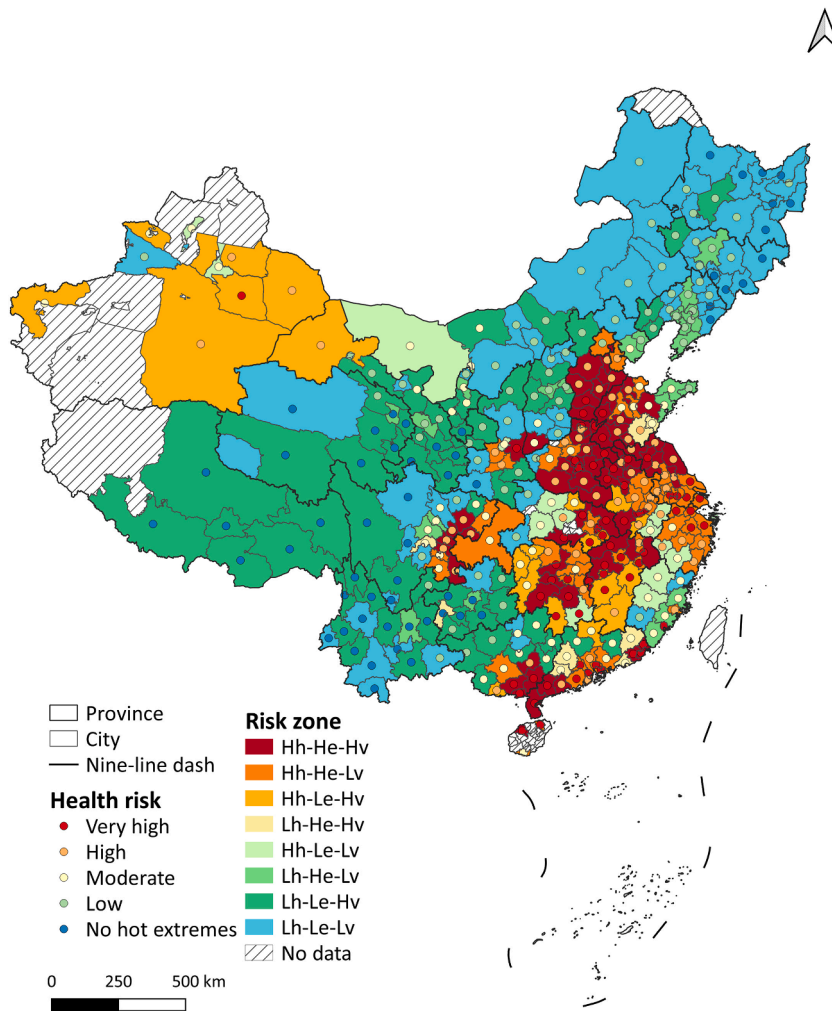 Province
City
Nine-line dash
Health risk
Very high
High
Moderate
Low
No hot extremes
0 250 500 km
Risk zone
Hh-He-Hv
Hh-He-Lv
Hh-Le-Hv
Lh-He-Hv
Hh-Le-Lv
Lh-He-Lv
Lh-Le-Hv
Lh-Le-Lv
No data